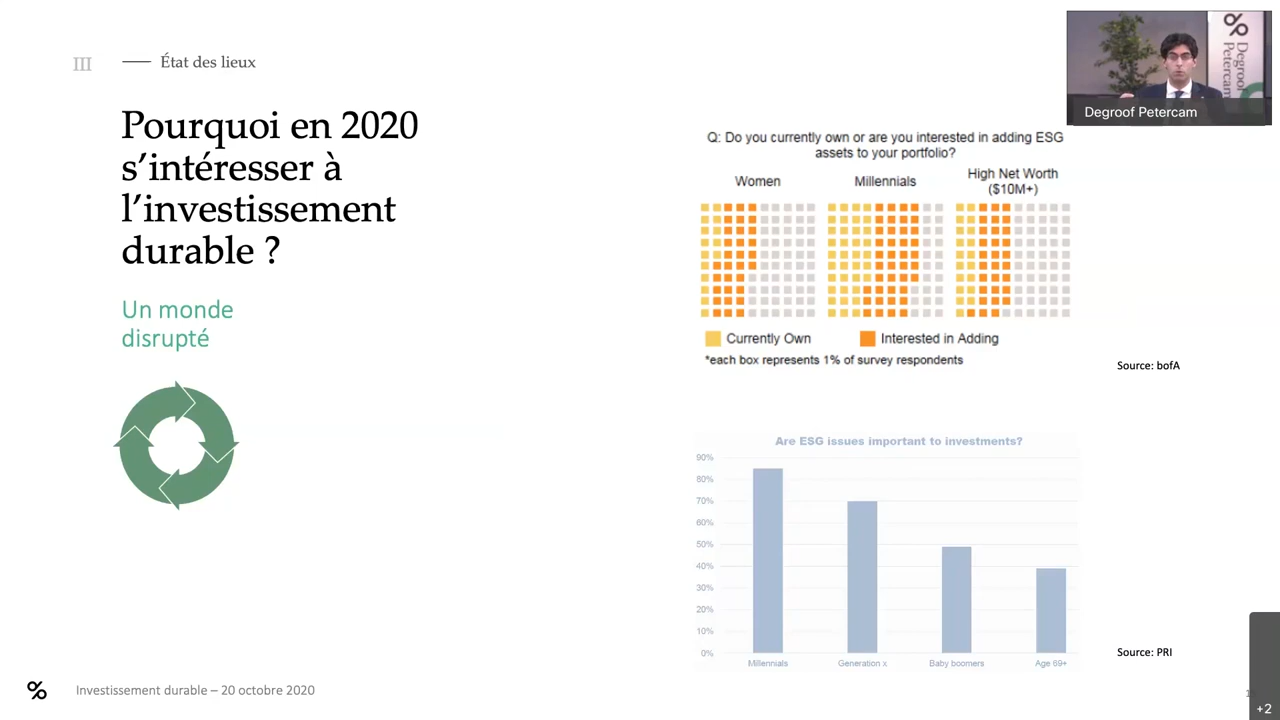 III
État des lieux
Pourquoi en 2020
s’intéresser à
l’investissement
durable ?
Un monde
disrupté
Degroof
Petercam
Degroof Petercam
Q: Do you currently own or are you interested in adding ESG
assets to your portfolio?
Women
Millennials
High Net Worth
($10M+)
Currently Own
Interested in Adding
*each box represents 1% of survey respondents
Source: bofA
Are ESG issues important to investments?
90%
80%
70%
60%
50%
40%
30%
20%
10%
0%
Millennials
Generation x
Baby boomers
Age 69+
Source: PRI
Investissement durable – 20 octobre 2020
+2